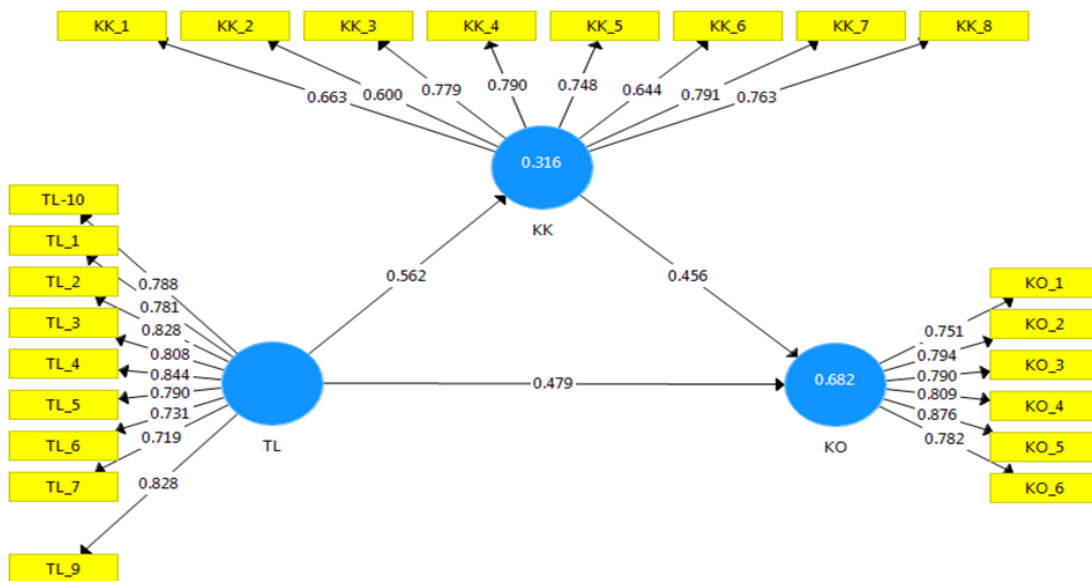 KK_1 KK_2 KK_3 KK_4 KK_5 KK_6 KK_7 KK_8
0.663 0.600 0.779 0.790 0.748 0.644 0.791 0.763
0.316
KK
TL-10
TL_1
TL_2
TL_3
TL_4
TL_5
TL_6
TL_7
TL_9
0.788
0.781
0.828
0.808
0.844
0.790
0.731
0.719
0.828
TL
0.562
0.456
0.479
0.682
KO
0.751
0.794
0.790
0.809
0.876
0.782
KO_1
KO_2
KO_3
KO_4
KO_5
KO_6